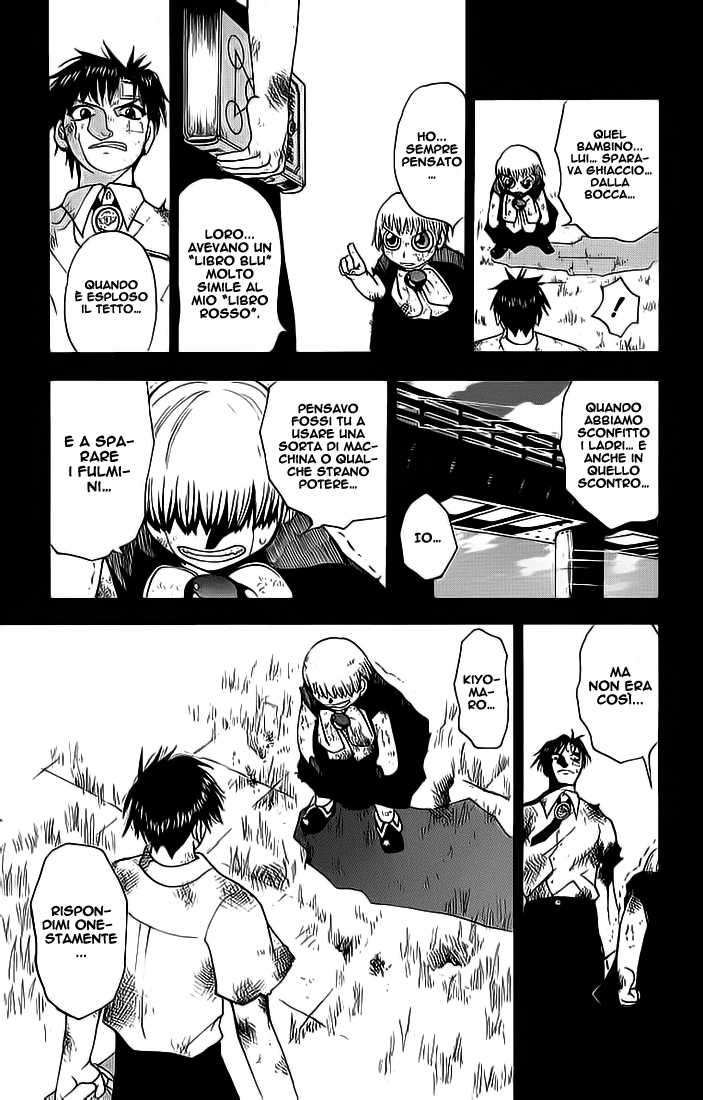 QUEL
BAMBINO...
LUI... SPARA-
VA GHIACCIO...
DALLA
BOCCA...
!
HO...
SEMPRE
PENSATO
...
LORO...
AVEVANO UN
"LIBRO BLU"
MOLTO
SIMILE AL
MIO "LIBRO
ROSSO".
QUANDO
È ESPLOSO
IL TETTO...
QUANDO
ABBIAMO
SCONFITTO
I LADRI... E
ANCHE IN
QUELLO
SCONTRO...
IO...
PENSAVO
FOSSI TU A
USARE UNA
SORTA DI MAC-
CHINA O QUAL-
CHE STRANO
POTERE...
E A SPA-
RARE
I FULMI-
NI...
MA
NON ERA
COSÌ...
KIYO-
MA-
RO...
RISPON-
DIMI ONE-
STAMENTE
...